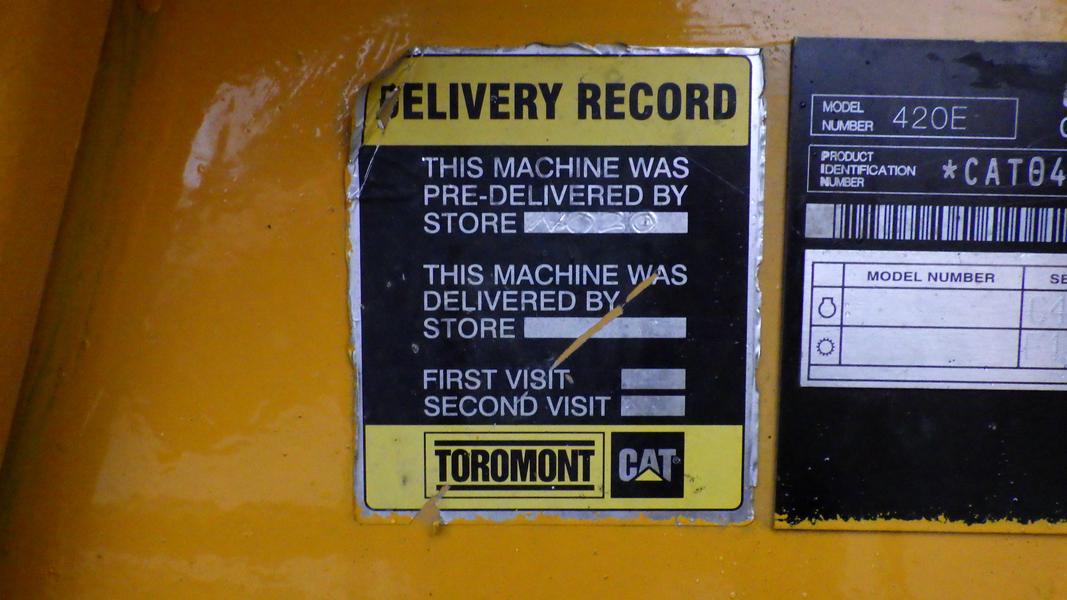 DELIVERY RECORD
THIS MACHINE WAS
PRE-DELIVERED BY
STORE
THIS MACHINE WAS
DELIVERED BY
STORE
FIRST VISIT
SECOND VISIT
TOROMONT CAT
MODEL
NUMBER 420E
PRODUCT
IDENTIFICATION
NUMBER
*CAT04
MODEL NUMBER SE